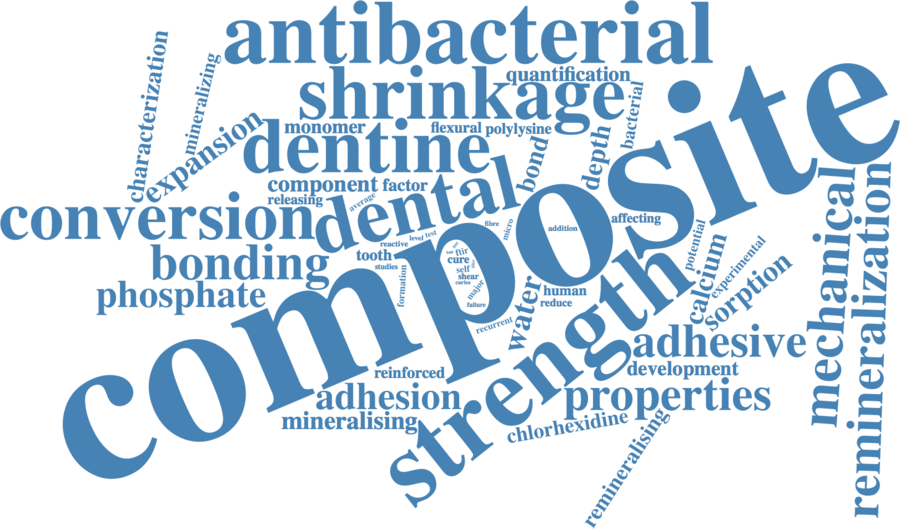 antibacterial
characterization
mineralizing
shrinkage
quantification
bacterial
expansion
monomer
flexural
polylysine
dentine
bond
depth
composite
component
factor
releasing
average
dental
conversion
fibre
micro
addition
affecting
reactive
level
test
tooth
studies
bonding
formation
ftir
cure
self
shear
caries
major
failure
recurrent
phosphate
water
human
reduce
strength
potential
calcium
experimental
sorption
mechanical
remineralization
adhesive
development
reinforced
adhesion
properties
mineralising
chlorhexidine
remineralising